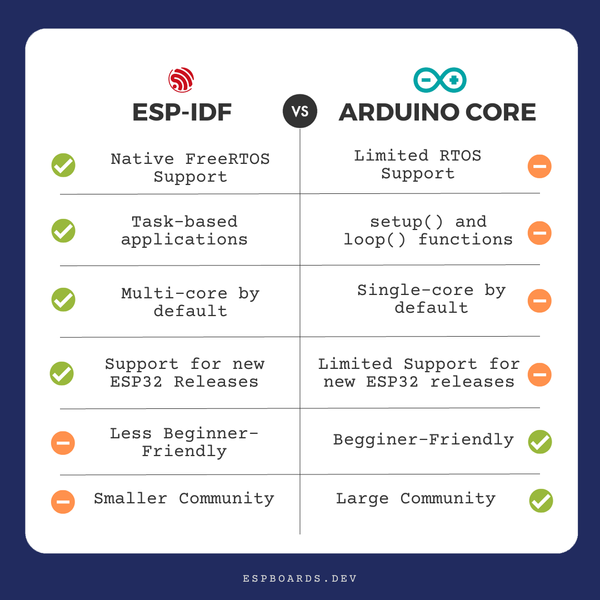 ESP-IDF
VS
ARDUINO CORE
Native FreeRTOS
Support
Limited RTOS
Support
Task-based
applications
setup() and
loop() functions
Multi-core by
default
Single-core by
default
Support for new
ESP32 Releases
Limited Support for
new ESP32 releases
Less Beginner-
Friendly
Begginer-Friendly
Smaller Community
Large Community
ESPBOARDS.DEV